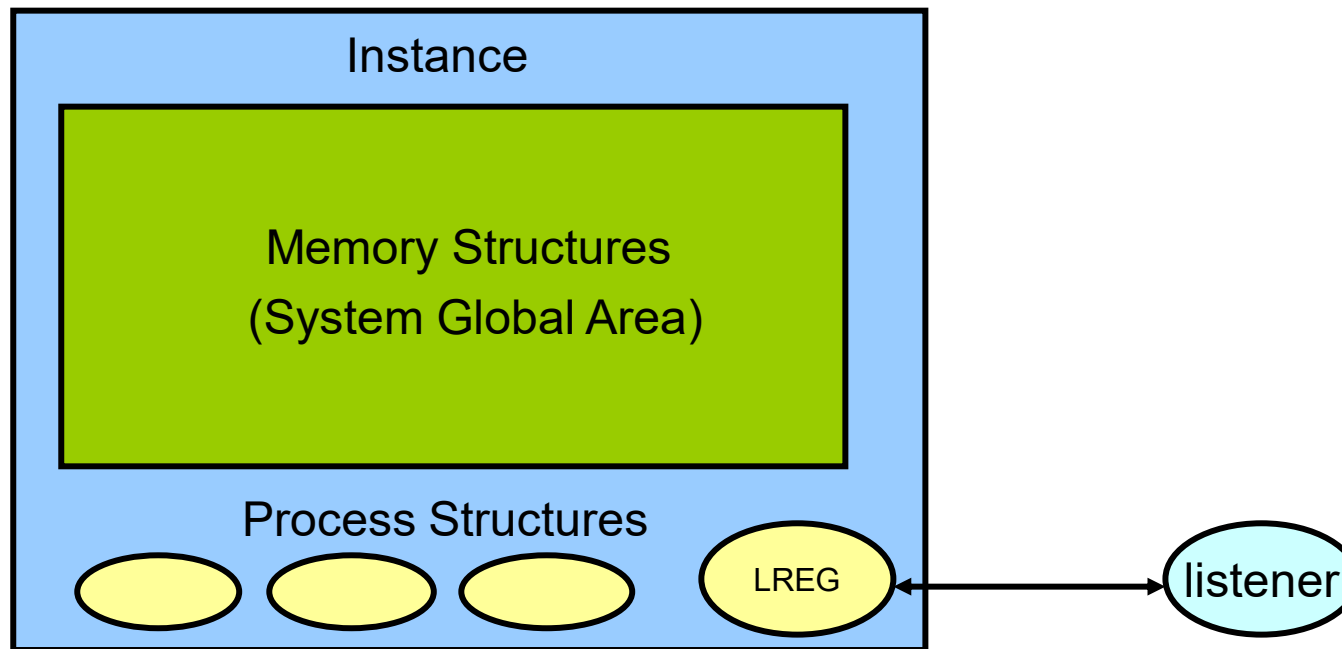 Instance
Memory Structures
(System Global Area)
Process Structures
LREG
listener